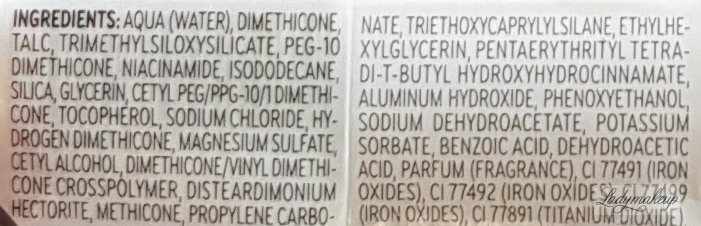 INGREDIENTS: AQUA (WATER), DIMETHICONE,
TALC, TRIMETHYLSILOXYSILICATE, PEG-10
DIMETHICONE, NIACINAMIDE, ISODODECANE,
SILICA, GLYCERIN, CETYL PEG/PPG-10/1 DIMETHI-
CONE, TOCOPHEROL, SODIUM CHLORIDE, HY-
DROGEN DIMETHICONE, MAGNESIUM SULFATE,
CETYL ALCOHOL, DIMETHICONE/VINYL DIMETHI-
CONE CROSSPOLYMER, DISTEARDIMONIUM
HECTORITE, METHICONE, PROPYLENE CARBO-
NATE, TRIETHOXYCAPRYLYLSILANE, ETHYLHE-
XYLGLYCERIN, PENTAERYTHRITYL TETRA-
DI-T-BUTYL HYDROXYHYDROCINNAMATE,
ALUMINUM HYDROXIDE, PHENOXYETHANOL,
SODIUM DEHYDROACETATE, POTASSIUM
SORBATE, BENZOIC ACID, DEHYDROACETIC
ACID, PARFUM (FRAGRANCE), CI 77491 (IRON
OXIDES), CI 77492 (IRON OXIDES), CI 77499
(IRON OXIDES), CI 77891 (TITANIUM DIOXIDE)
Ladymakeup